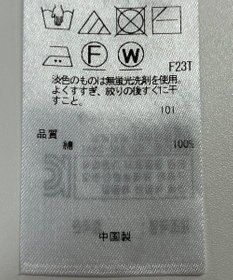 F W
F23T
淡色のものは無蛍光洗剤を使用
よくすすぎ、絞りの後すぐに干
すこと。
101
品質
綿 100%
中国製